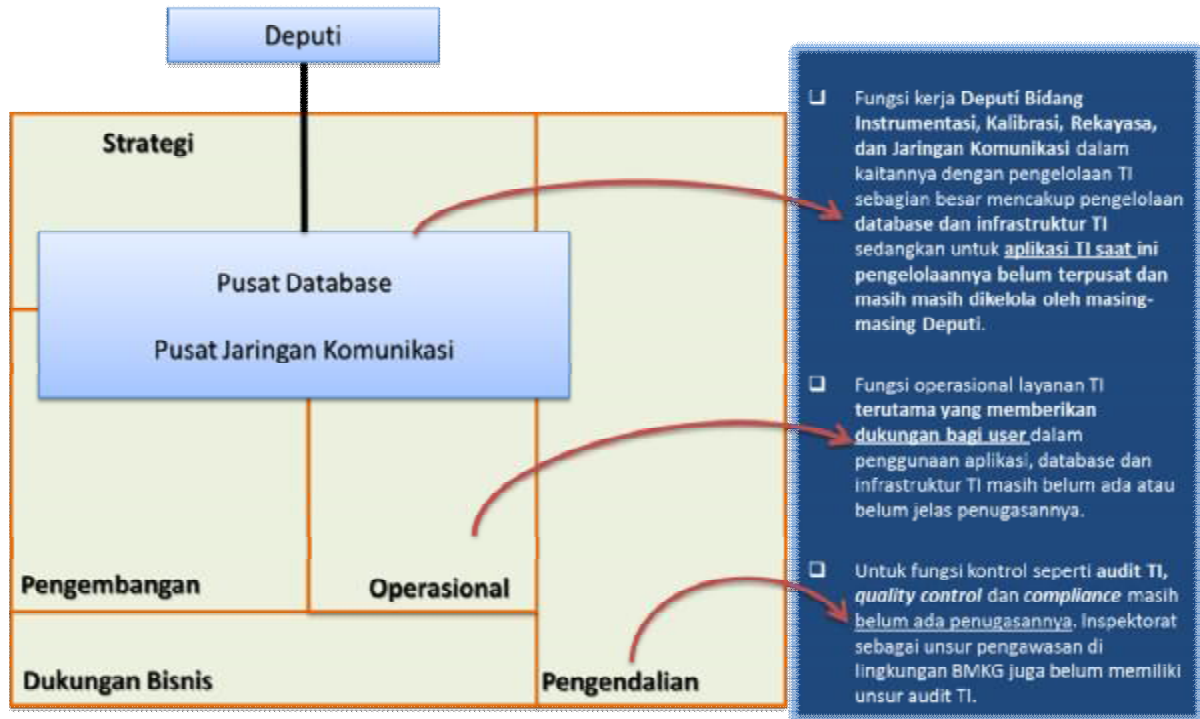 Deputi
Strategi
Pusat Database
Pusat Jaringan Komunikasi
Pengembangan
Operasional
Dukungan Bisnis
Pengendalian
❑ Fungsi kerja Deputi Bidang
Instrumentasi, Kalibrasi, Rekayasa,
dan Jaringan Komunikasi dalam
kaitannya dengan pengelolaan TI
sebagian besar mencakup pengelolaan
database dan infrastruktur TI
sedangkan untuk aplikasi TI saat ini
pengelolaannya belum terpusat dan
masih masih dikelola oleh masing-
masing Deputi.
❑ Fungsi operasional layanan TI
terutama yang memberikan
dukungan bagi user dalam
penggunaan aplikasi, database dan
infrastruktur TI masih belum ada atau
belum jelas penugasannya.
❑ Untuk fungsi kontrol seperti audit TI,
quality control dan compliance masih
belum ada penugasannya. Inspektorat
sebagai unsur pengawasan di
lingkungan BMKG juga belum memiliki
unsur audit TI.